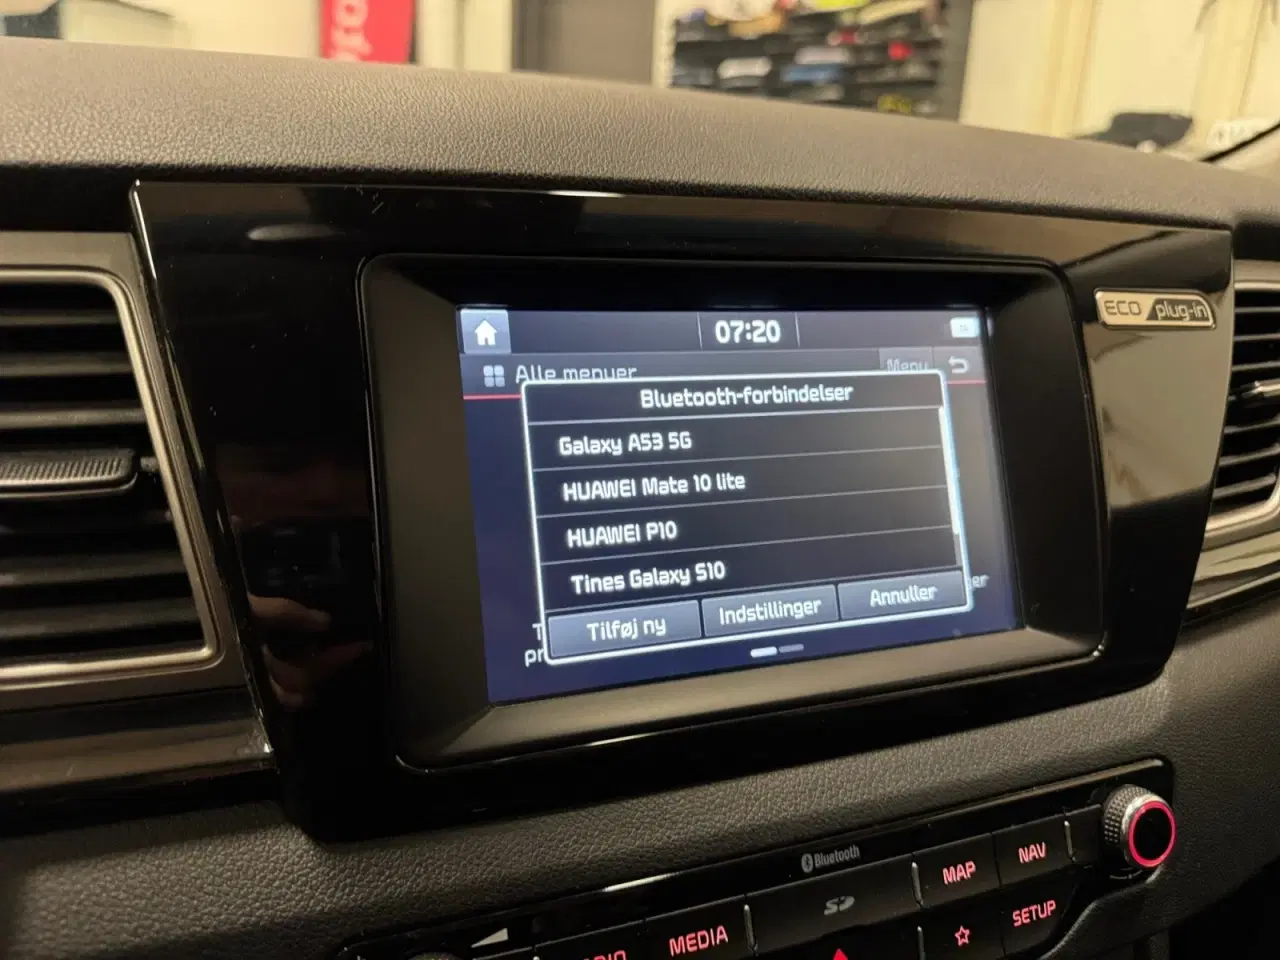 07:20
Alle menuer
Menu
Bluetooth-forbindelser
Galaxy A53 5G
HUAWEI Mate 10 lite
HUAWEI P10
Tines Galaxy S10
Tilføj ny
Indstillinger
Annuller
ECO plug-in
Bluetooth
SD
MAP
NAV
MEDIA
SETUP